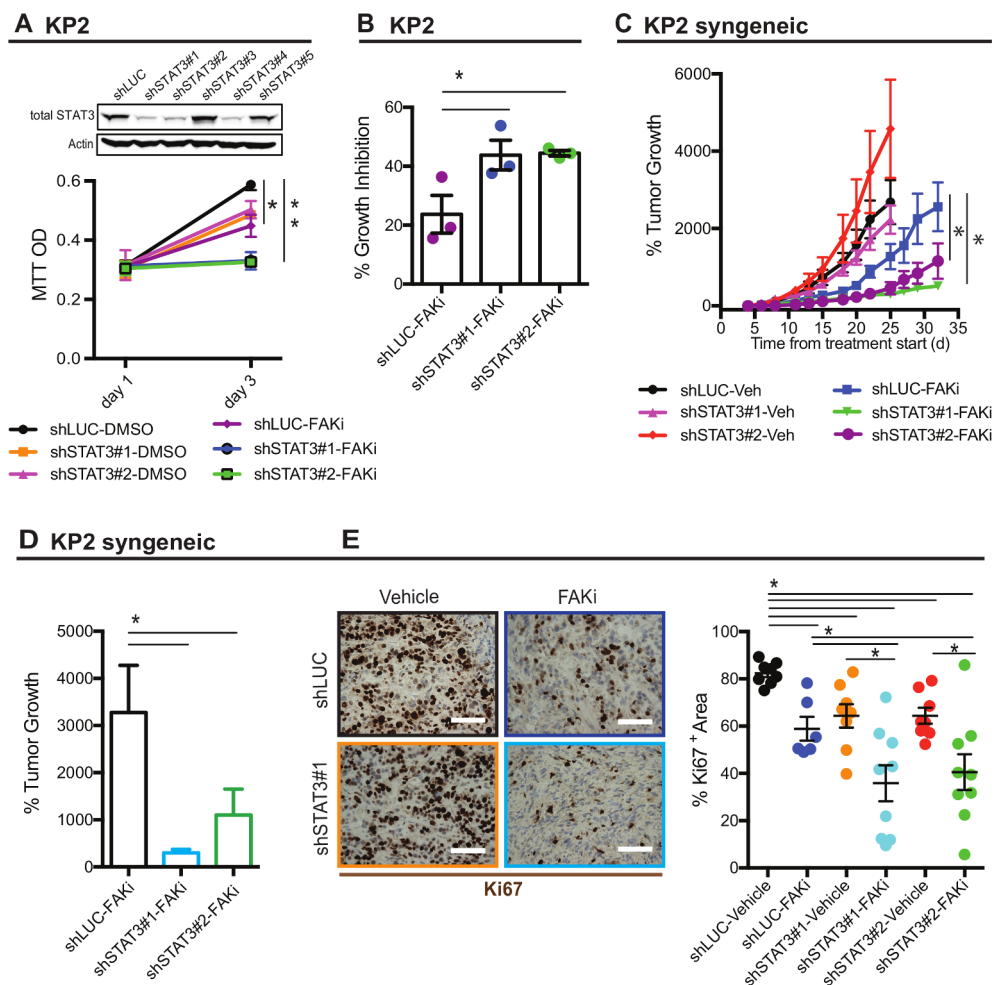 A KP2
shLUC
shSTAT3#1
shSTAT3#2
shSTAT3#3
shSTAT3#4
shSTAT3#5
total STAT3
Actin
0.6
0.4
0.2
0.0
MTT OD
*
*
*
day 1
day 3
shLUC-DMSO
shSTAT3#1-DMSO
shSTAT3#2-DMSO
shLUC-FAKi
shSTAT3#1-FAKi
shSTAT3#2-FAKi
B KP2
*
60
40
20
0
% Growth Inhibition
shLUC-FAKi
shSTAT3#1-FAKi
shSTAT3#2-FAKi
C KP2 syngeneic
6000
4000
2000
0
% Tumor Growth
*
*
0 5 10 15 20 25 30 35
Time from treatment start (d)
shLUC-Veh
shSTAT3#1-Veh
shSTAT3#2-Veh
shLUC-FAKi
shSTAT3#1-FAKi
shSTAT3#2-FAKi
D KP2 syngeneic
*
5000
4000
3000
2000
1000
0
% Tumor Growth
shLUC-FAKi
shSTAT3#1-FAKi
shSTAT3#2-FAKi
E
Vehicle
FAKi
shLUC
shSTAT3#1
Ki67
*
*
*
*
100
80
60
40
20
0
% Ki67 + Area
shLUC-Vehicle
shLUC-FAKi
shSTAT3#1-Vehicle
shSTAT3#1-FAKi
shSTAT3#2-Vehicle
shSTAT3#2-FAKi